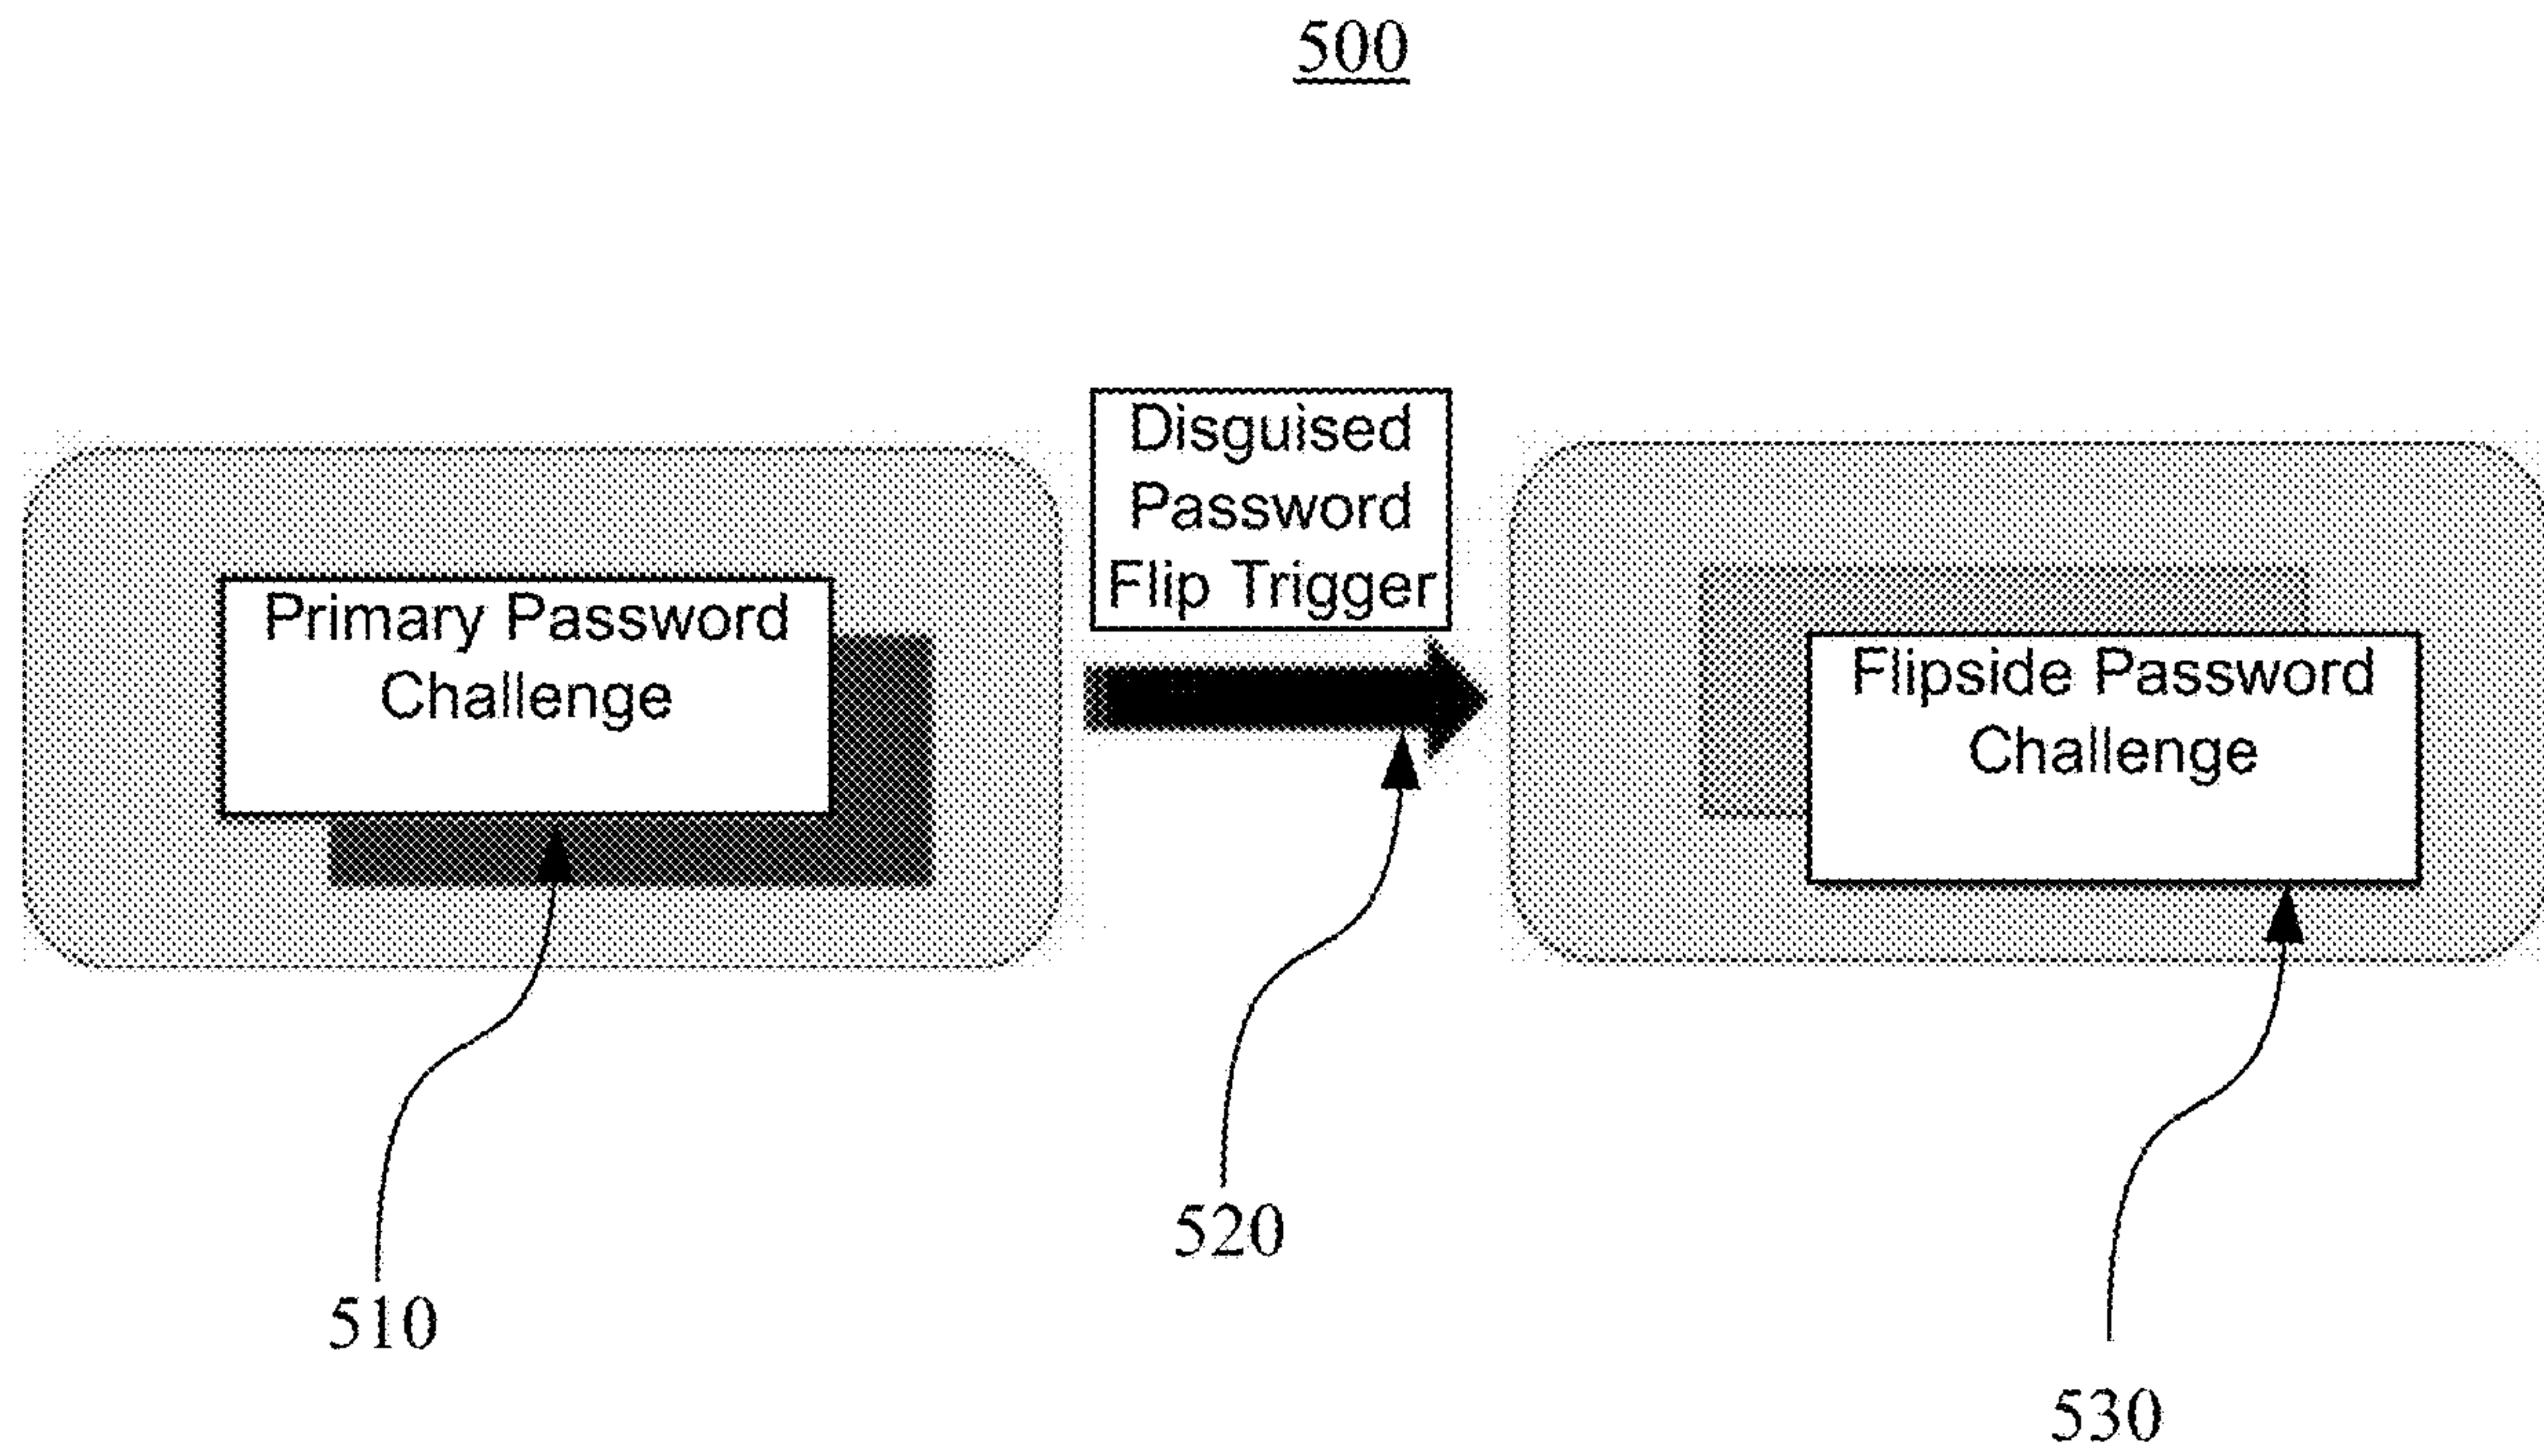 500
Disguised
Password
Flip Trigger
Primary Password
Challenge
Flipside Password
Challenge
520
510
530